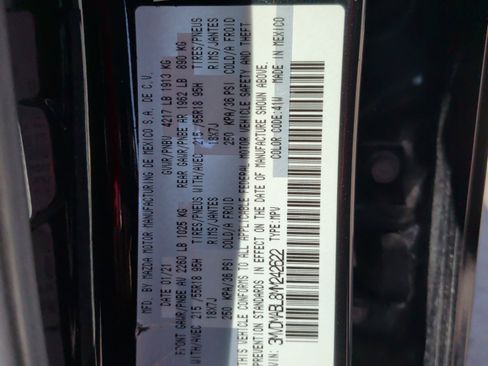 MFD. BY MAZDA MOTOR MANUFACTURING DE MEXICO S.A. DE C.V.
DATE 01/21 GVWR/PNBV 4217 LB 1913 KG
FRONT GAWR/PNBE AV 2260 LB 1025 KG REAR GAWR/PNBE AR 1962 LB 890 KG
WITH/AVEC 215/55R18 95H TIRES/PNEUS WITH/AVEC 215/55R18 95H TIRES/PNEUS
18X7J RIMS/JANTES 18X7J RIMS/JANTES
250 KPA/36 PSI COLD/A FROID 250 KPA/36 PSI COLD/A FROID
THIS VEHICLE CONFORMS TO ALL APPLICABLE FEDERAL MOTOR VEHICLE SAFETY AND THEFT
PREVENTION STANDARDS IN EFFECT ON THE DATE OF MANUFACTURE SHOWN ABOVE.
COLOR CODE:41W MADE IN MEXICO
VIN: TYPE:MPV